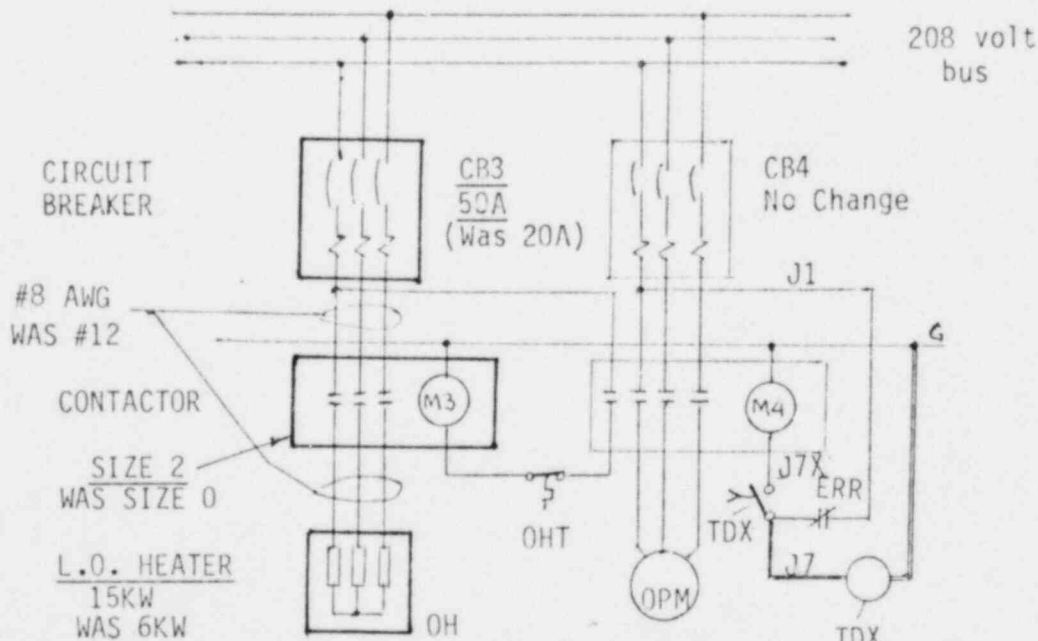 208 volt
bus
CIRCUIT
BREAKER
CB3
50A
(Was 20A)
CB4
No Change
J1
#8 AWG
WAS #12
G
CONTACTOR
M3
M4
SIZE 2
WAS SIZE 0
J7X
ERR
OHT
TDX
J7
L.O. HEATER
15KW
WAS 6KW
OH
OPM
TDX